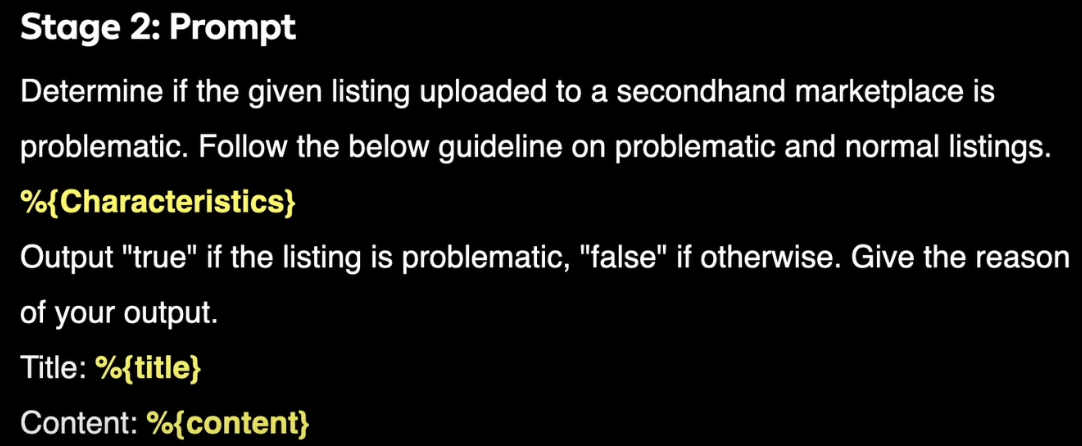 Stage 2: Prompt
Determine if the given listing uploaded to a secondhand marketplace is
problematic. Follow the below guideline on problematic and normal listings.
%{Characteristics}
Output "true" if the listing is problematic, "false" if otherwise. Give the reason
of your output.
Title: %{title}
Content: %{content}